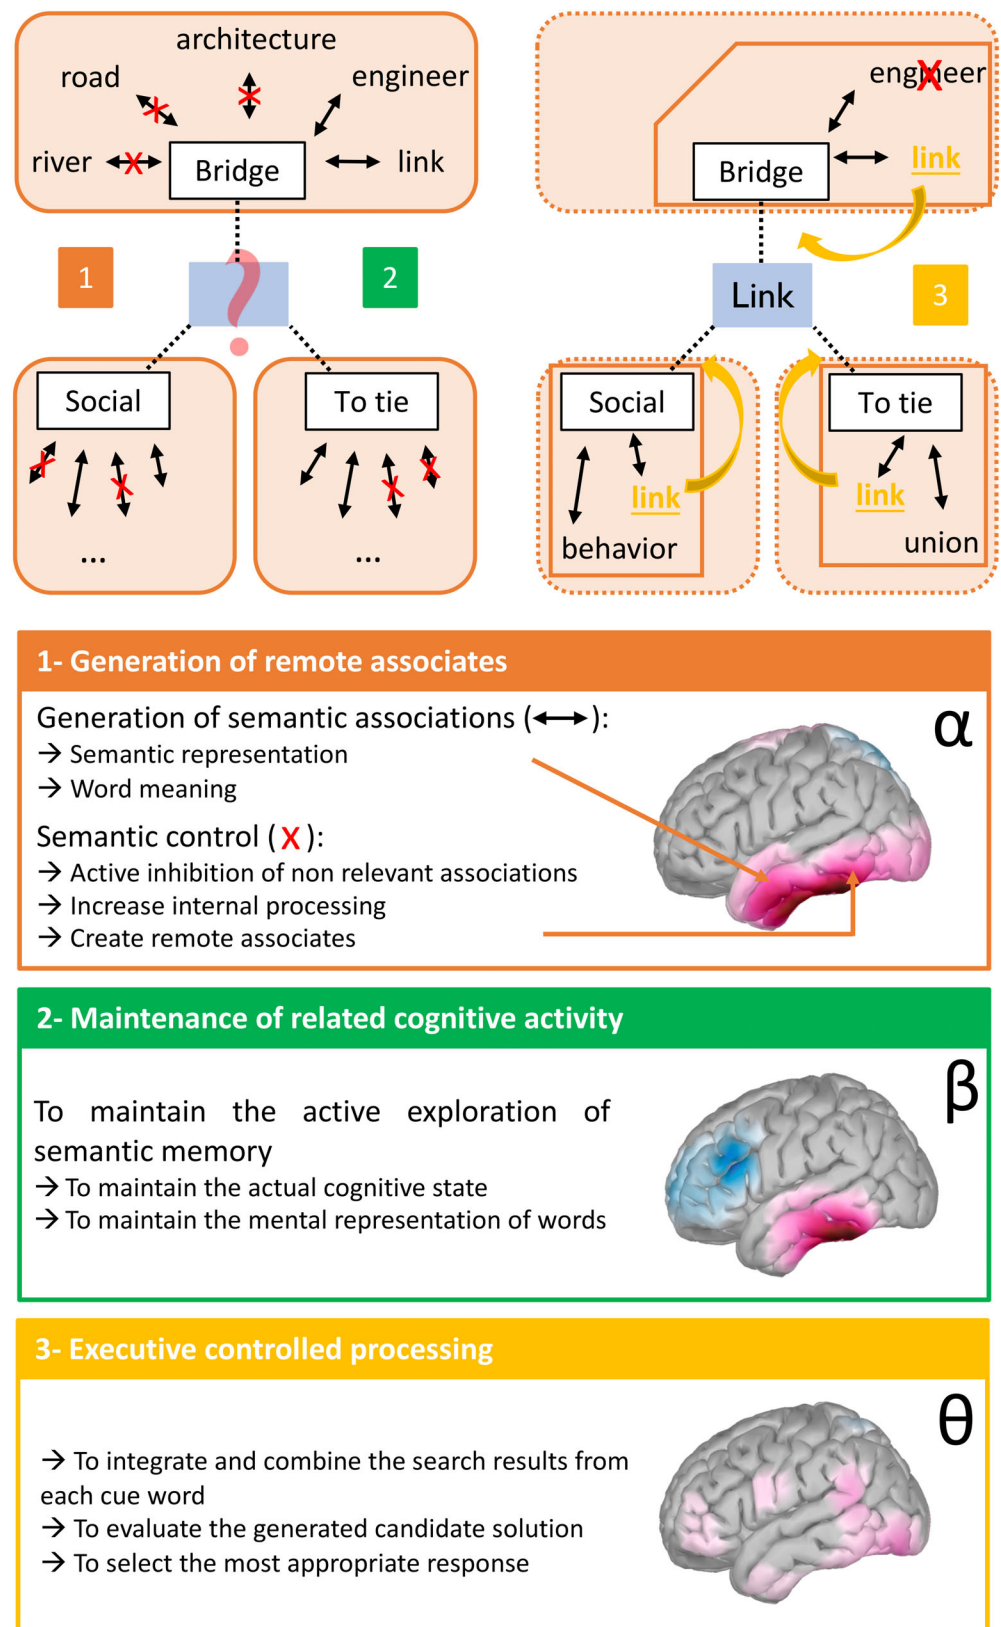 architecture
road
engineer
river
Bridge
link
1
?
2
Social
To tie
...
...
engineer
X
Bridge
link
Link
3
Social
To tie
link
link
behavior
union
1- Generation of remote associates
Generation of semantic associations (↔):
→ Semantic representation
→ Word meaning
Semantic control (X):
→ Active inhibition of non relevant associations
→ Increase internal processing
→ Create remote associates
α
2- Maintenance of related cognitive activity
To maintain the active exploration of
semantic memory
→ To maintain the actual cognitive state
→ To maintain the mental representation of words
β
3- Executive controlled processing
→ To integrate and combine the search results from
each cue word
→ To evaluate the generated candidate solution
→ To select the most appropriate response
θ